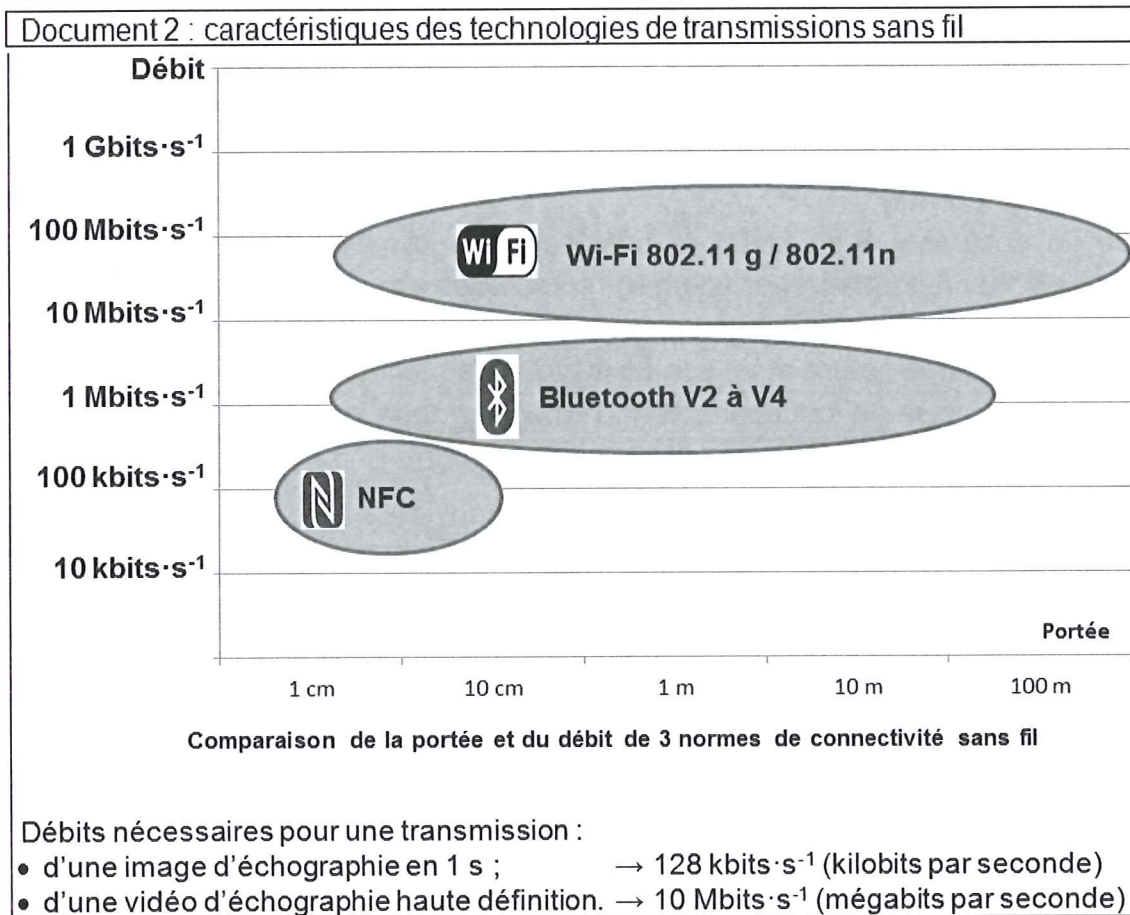 Document 2 : caractéristiques des technologies de transmissions sans fil
Débit
1 Gbits·s⁻¹
100 Mbits·s⁻¹
Wi Fi Wi-Fi 802.11 g / 802.11n
10 Mbits·s⁻¹
1 Mbits·s⁻¹
Bluetooth V2 à V4
100 kbits·s⁻¹
NFC
10 kbits·s⁻¹
Portée
1 cm 10 cm 1 m 10 m 100 m
Comparaison de la portée et du débit de 3 normes de connectivité sans fil
Débits nécessaires pour une transmission :
• d'une image d'échographie en 1 s ; → 128 kbits·s⁻¹ (kilobits par seconde)
• d'une vidéo d'échographie haute définition. → 10 Mbits·s⁻¹ (mégabits par seconde)